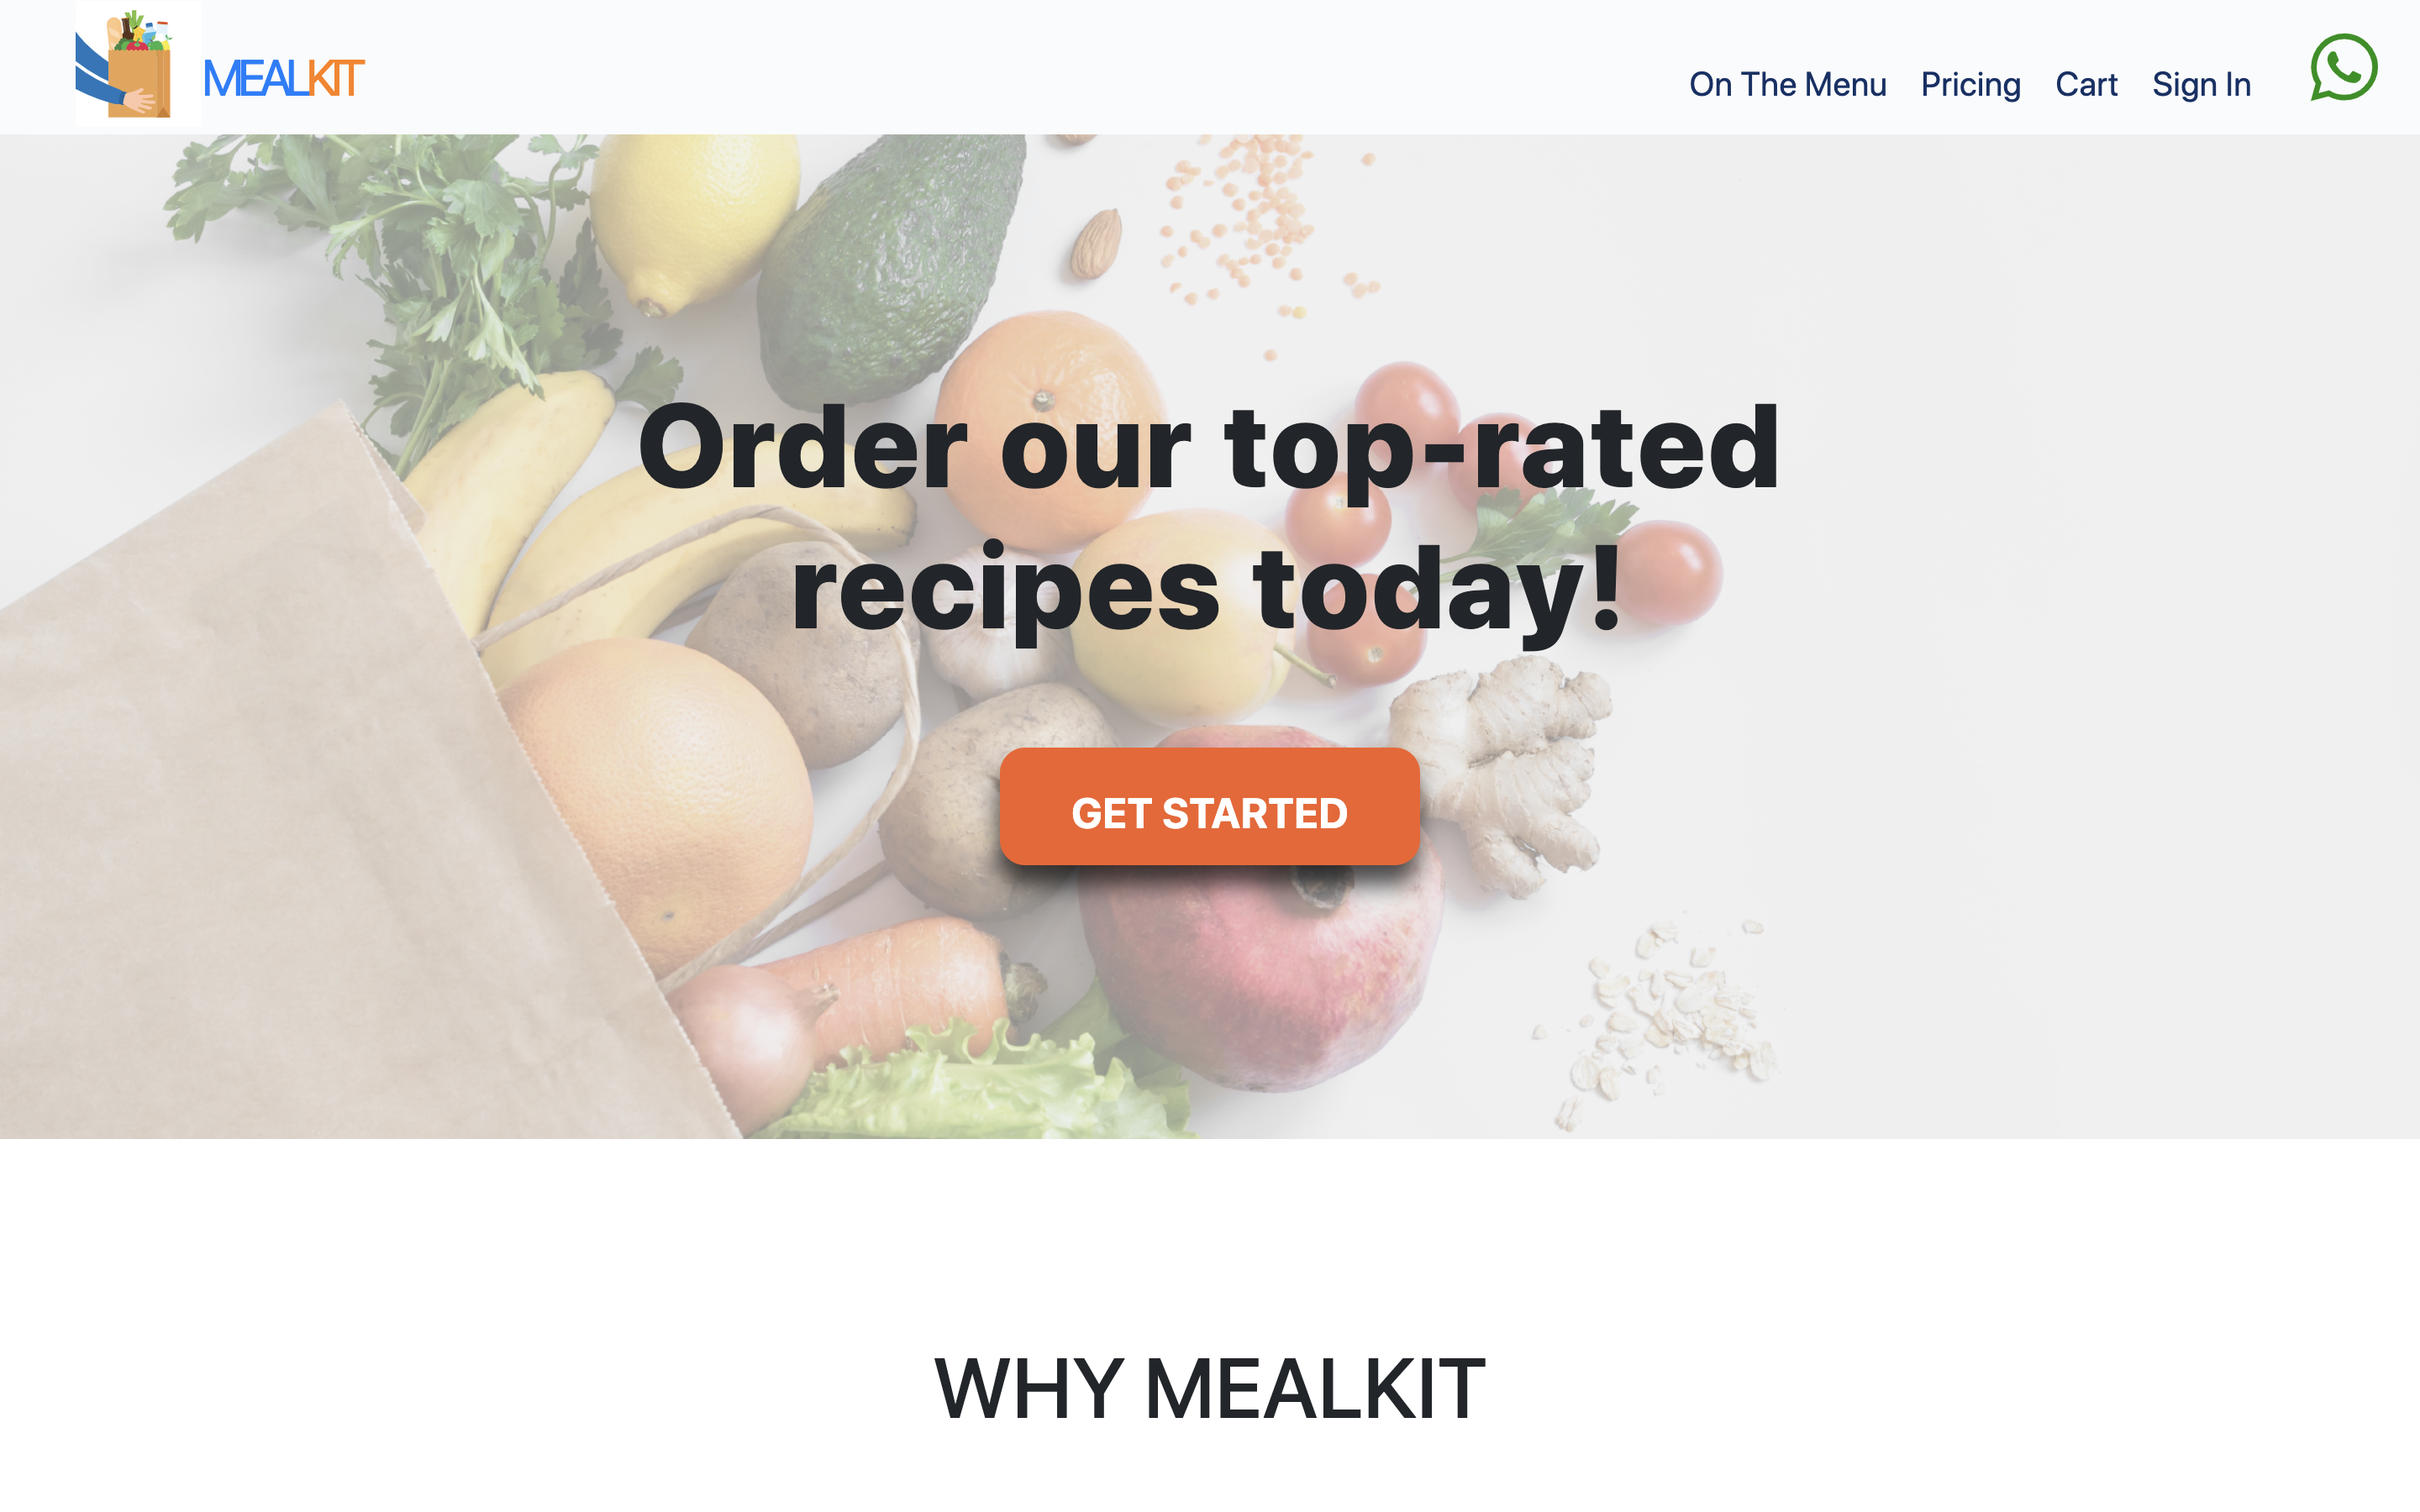 MEALKIT
On The Menu Pricing Cart Sign In
Order our top-rated
recipes today!
GET STARTED
WHY MEALKIT